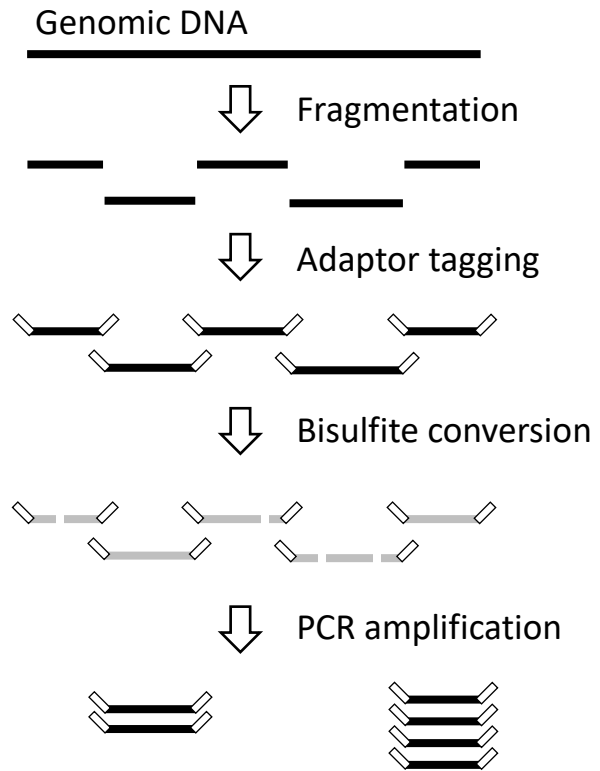 Genomic DNA
Fragmentation
Adaptor tagging
Bisulfite conversion
PCR amplification